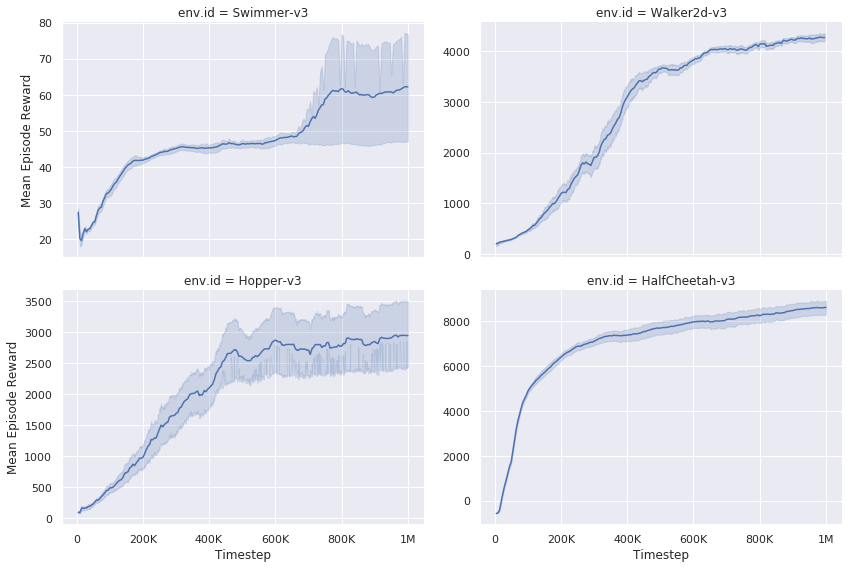 env.id = Swimmer-v3
80
70
60
50
40
30
20
Mean Episode Reward
env.id = Walker2d-v3
4000
3000
2000
1000
0
env.id = Hopper-v3
3500
3000
2500
2000
1500
1000
500
0
Mean Episode Reward
0 200K 400K 600K 800K 1M
Timestep
env.id = HalfCheetah-v3
8000
6000
4000
2000
0
0 200K 400K 600K 800K 1M
Timestep